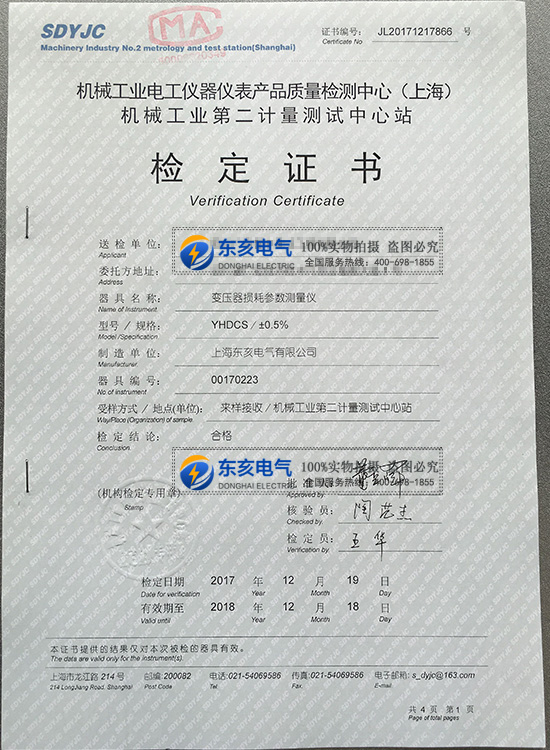 SDYJC
Machinery Industry No.2 metrology and test station(Shanghai)
MA
证书编号: JL20171217866 号
Certificate No
机械工业电工仪器仪表产品质量检测中心（上海）
机械工业第二计量测试中心站
检定证书
Verification Certificate
送检单位:
Applicant
东亥电气 100%实物拍摄 盗图必究
DONGHAI ELECTRIC 全国服务热线: 400-698-1855
委托方地址:
Address
器具名称: 变压器损耗参数测量仪
Name of Instrument
型号 / 规格: YHDCS/±0.5%
Model /Specification
制造单位: 上海东亥电气有限公司
Manufacturer
器具编号: 00170223
No.of Instrument
受样方式 / 地点(单位): 来样接收/机械工业第二计量测试中心站
Way/Place (Organization) of sample
检定结论: 合格
Conclusion
东亥电气 100%实物拍摄 盗图必究
DONGHAI ELECTRIC 全国服务热线: 400-698-1855
(机构检定专用章)
Stamp
批准人
Approved by
核验员:
Checked by
检定员: 王华
Verification by
检定日期 2017 年 12 月 19 日
Date for verification Year Month Day
有效期至 2018 年 12 月 18 日
Valid until Year Month Day
本证书提供的结果仅对本次被检的器具有效。
The data are valid only for the instrument(s).
上海市龙江路 214 号 邮编:200082 电话:021-54069586 传真:021-54069586 电子邮箱: s_dyjc@163.com
214 LongJiang Road, Shanghai Post Code Tel. Fax. E-mail
共 4 页 第 1 页
Page of total pages